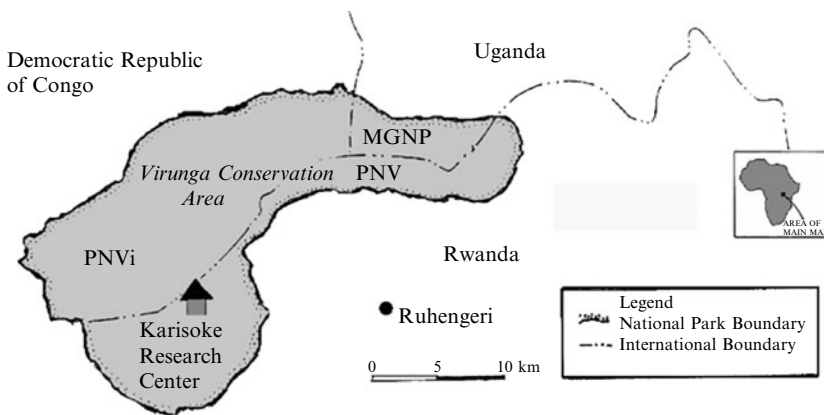 Democratic Republic
of Congo
Uganda
MGNP
Virunga Conservation
Area
PNV
PNVi
Rwanda
AREA OF
MAIN MA
Karisoke
Research
Center
Ruhengeri
0 5 10 km
Legend
National Park Boundary
International Boundary